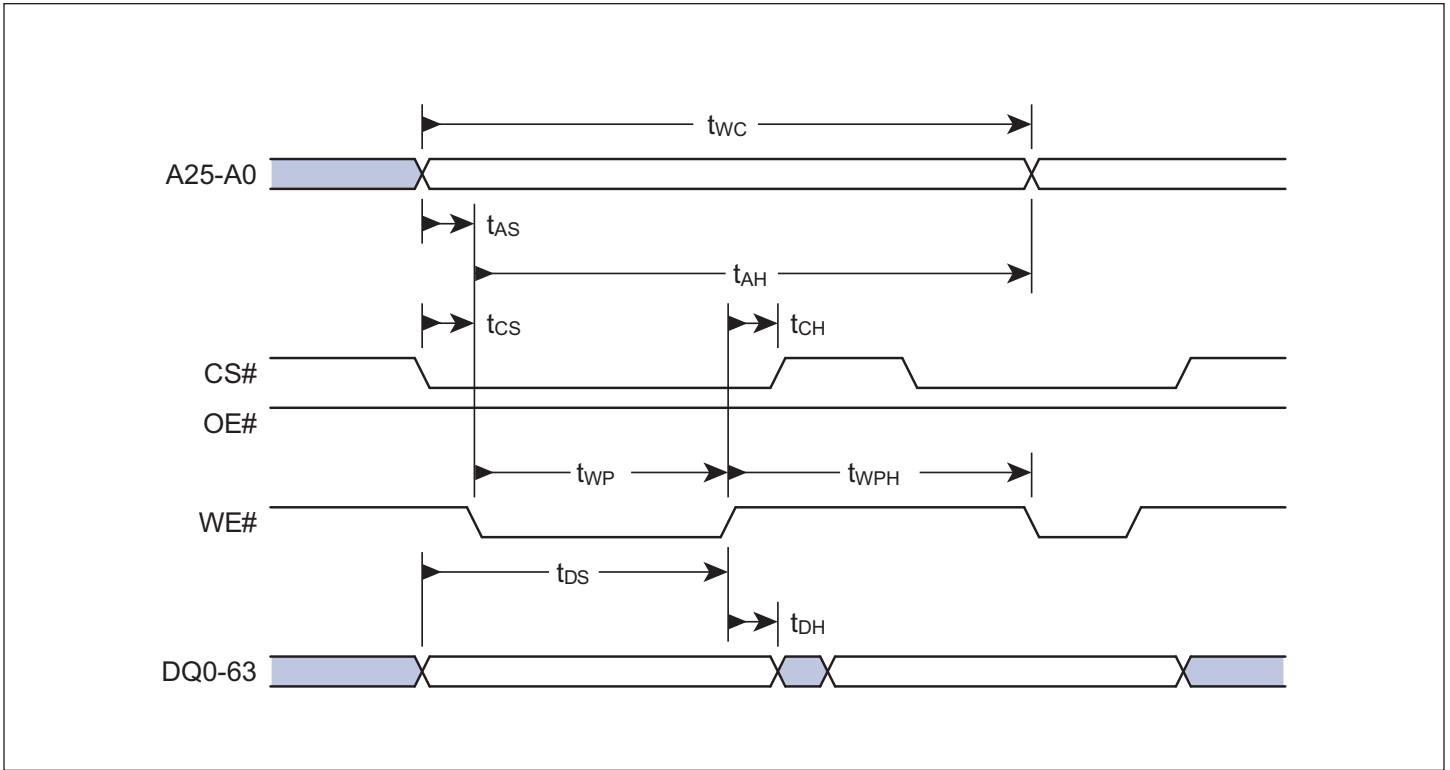 tWC
A25-A0
tAS
tAH
tCS
tCH
CS#
OE#
tWP
tWPH
WE#
tDS
tDH
DQ0-63